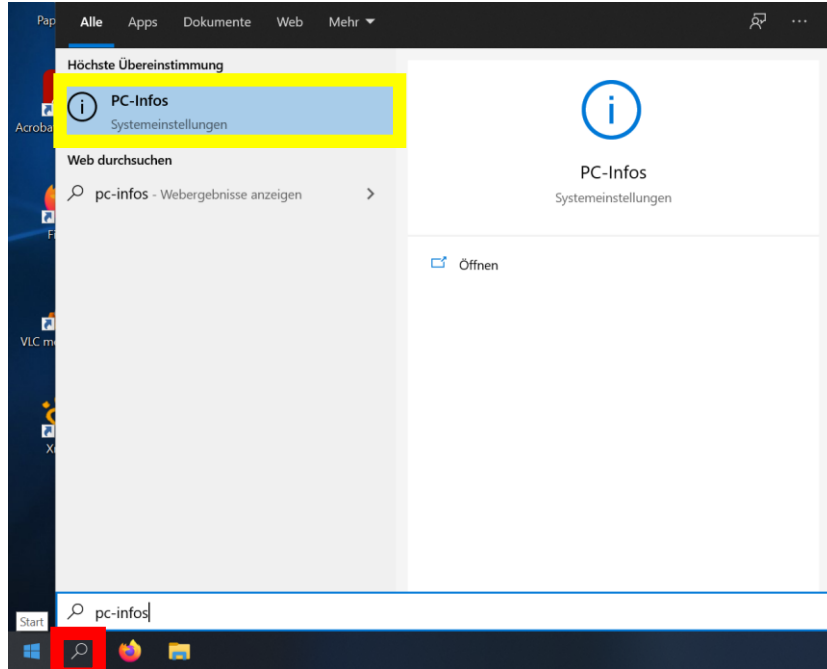 Alle Apps Dokumente Web Mehr
Höchste Übereinstimmung
PC-Infos
Systemeinstellungen
Web durchsuchen
pc-infos - Webergebnisse anzeigen
PC-Infos
Systemeinstellungen
Öffnen
Pap
Acroba
Fi
VLC m
X
pc-infos
Start